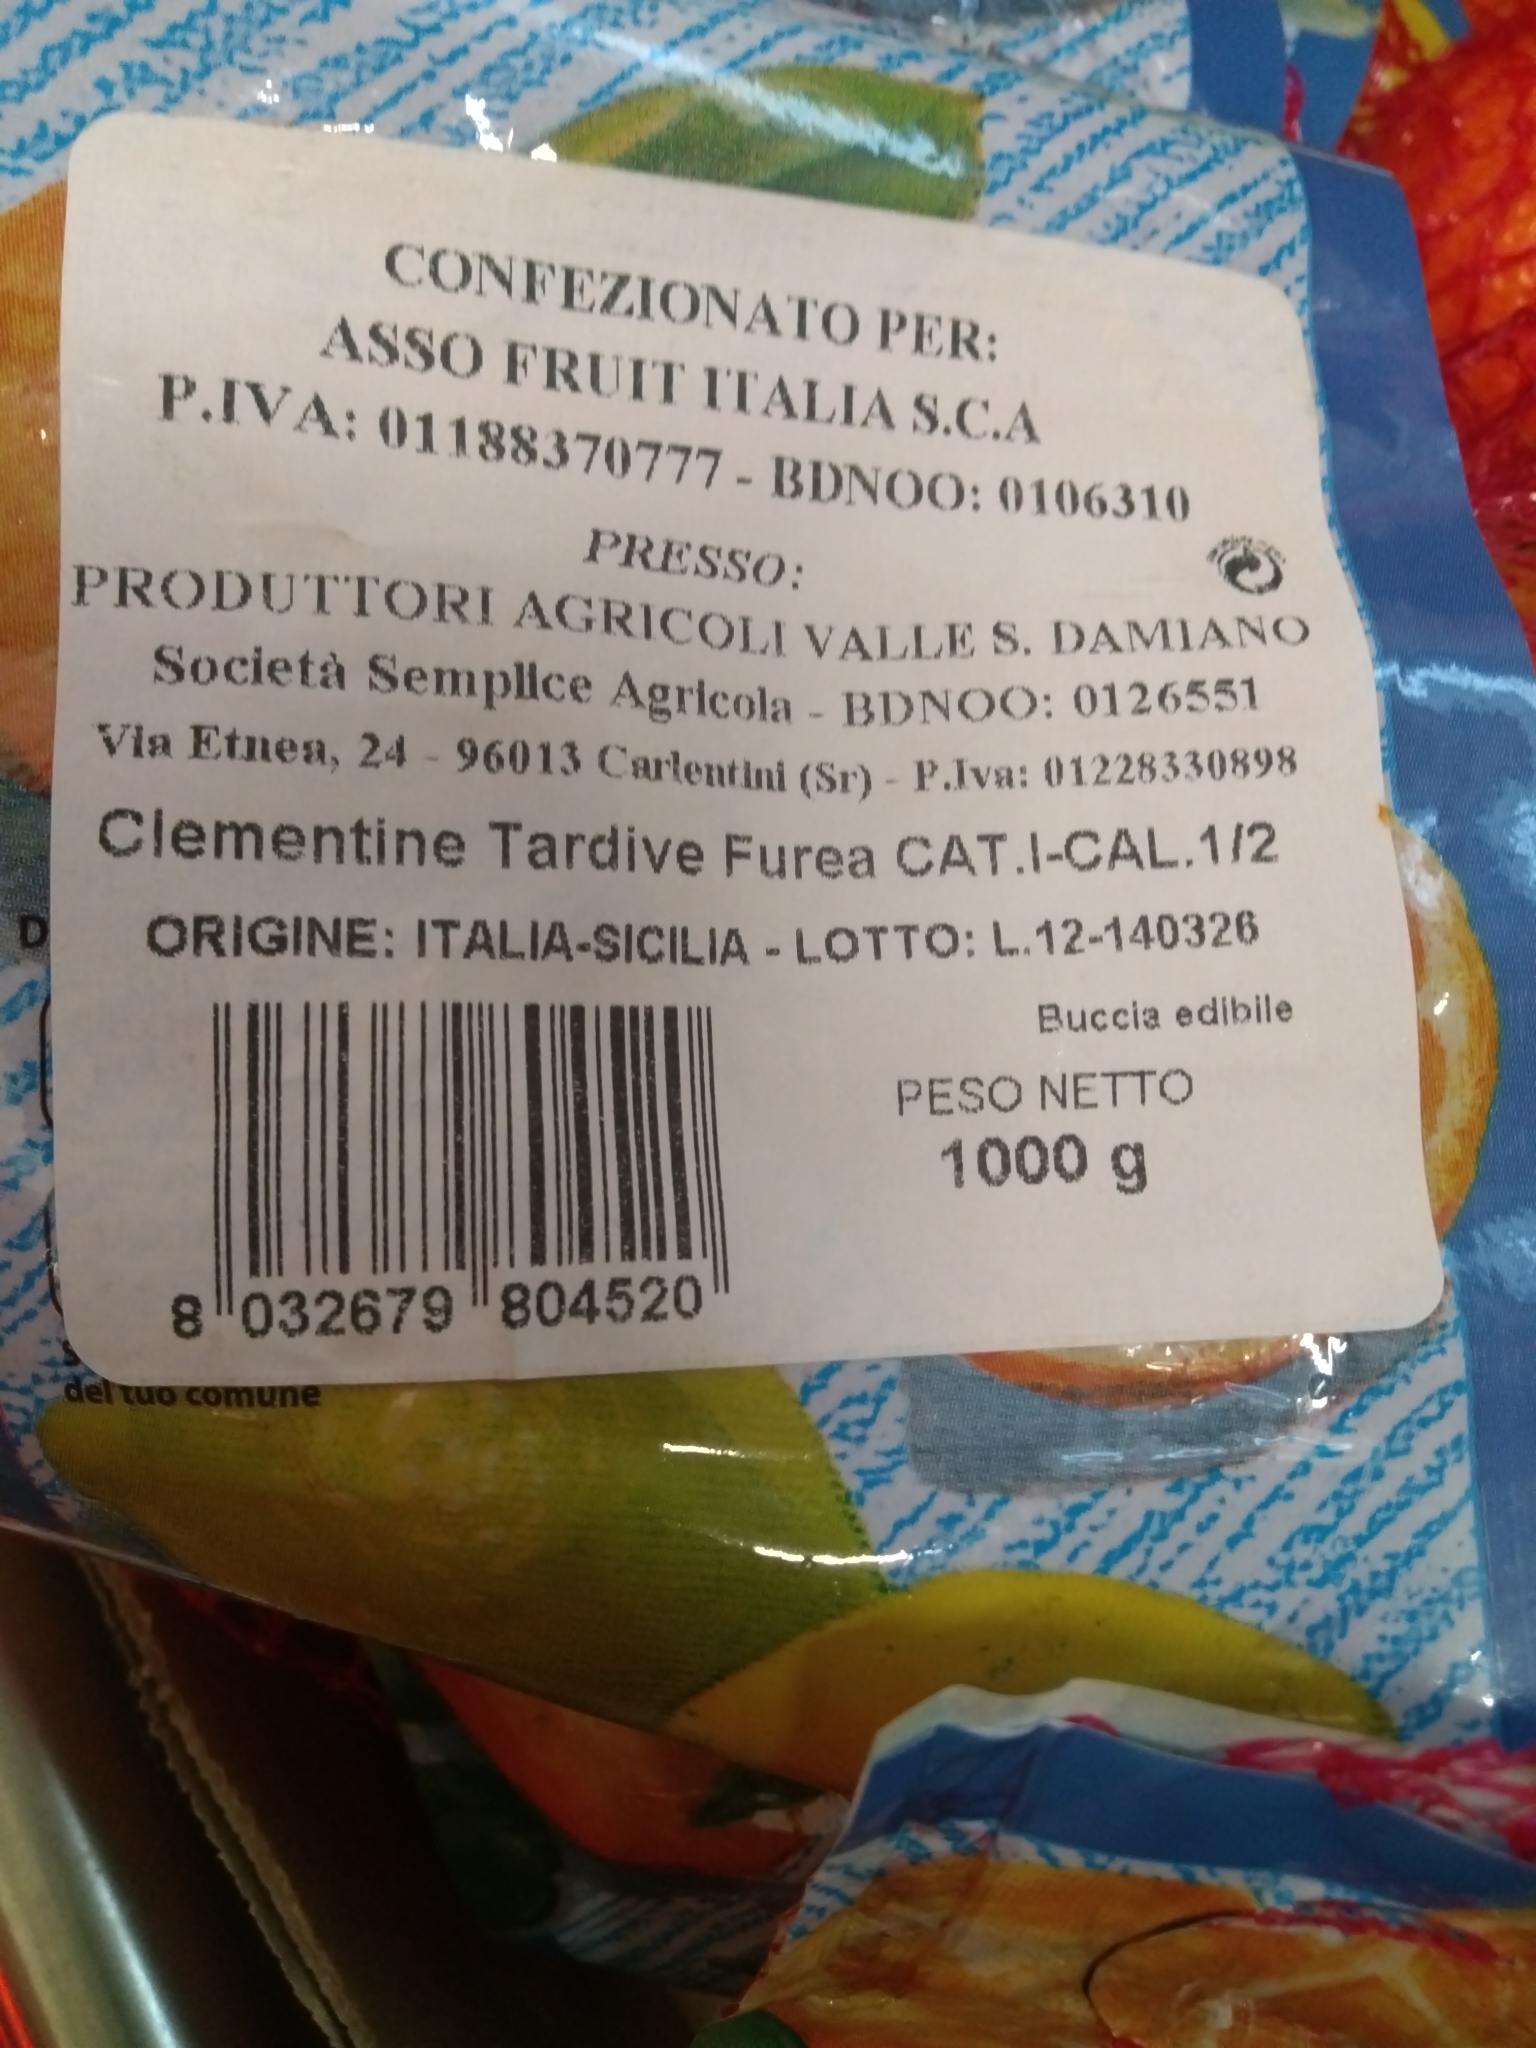 CONFEZIONATO PER:
ASSO FRUIT ITALIA S.C.A
P.IVA: 01188370777 - BDNOO: 0106310
PRESSO:
PRODUTTORI AGRICOLI VALLE S. DAMIANO
Società Semplice Agricola - BDNOO: 0126551
Via Etnea, 24 - 96013 Carlentini (Sr) - P.Iva: 01228330898
Clementine Tardive Furea CAT.I-CAL.1/2
ORIGINE: ITALIA-SICILIA - LOTTO: L.12-140326
Buccia edibile
PESO NETTO
1000 g
8 032679 804520
del tuo comune